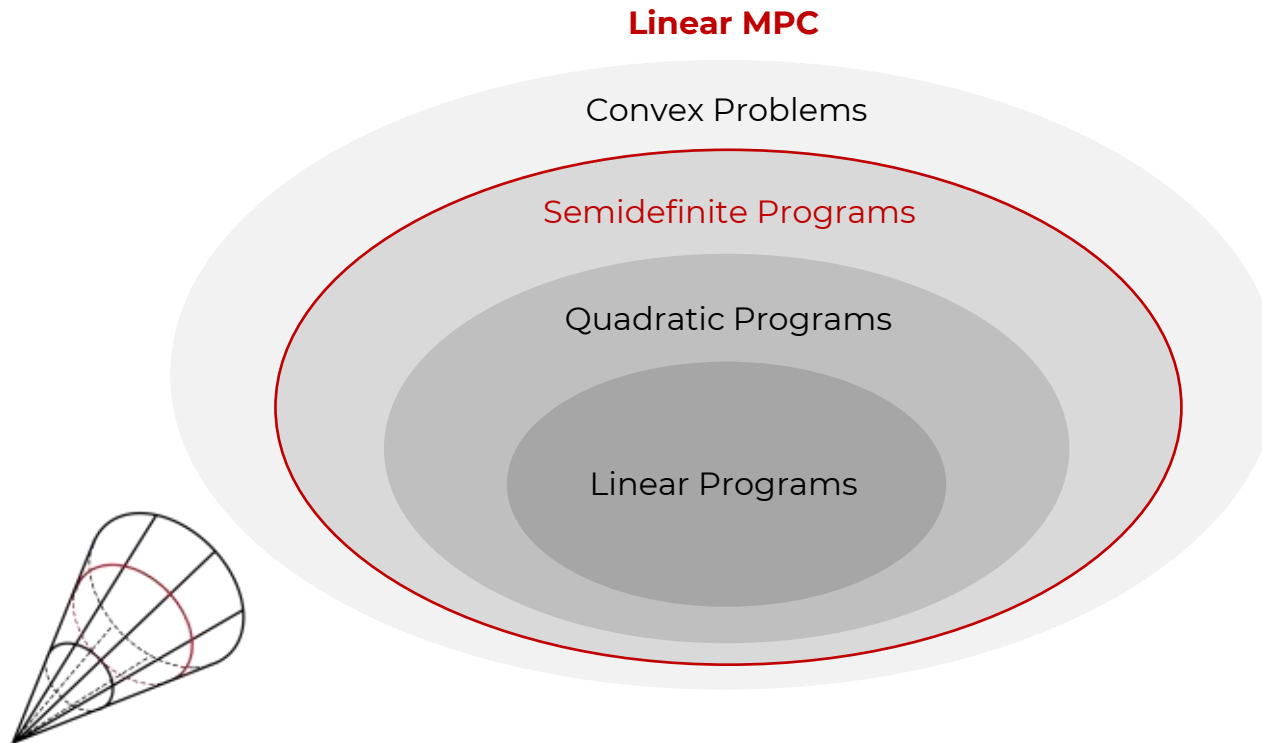 Linear MPC
Convex Problems
Semidefinite Programs
Quadratic Programs
Linear Programs